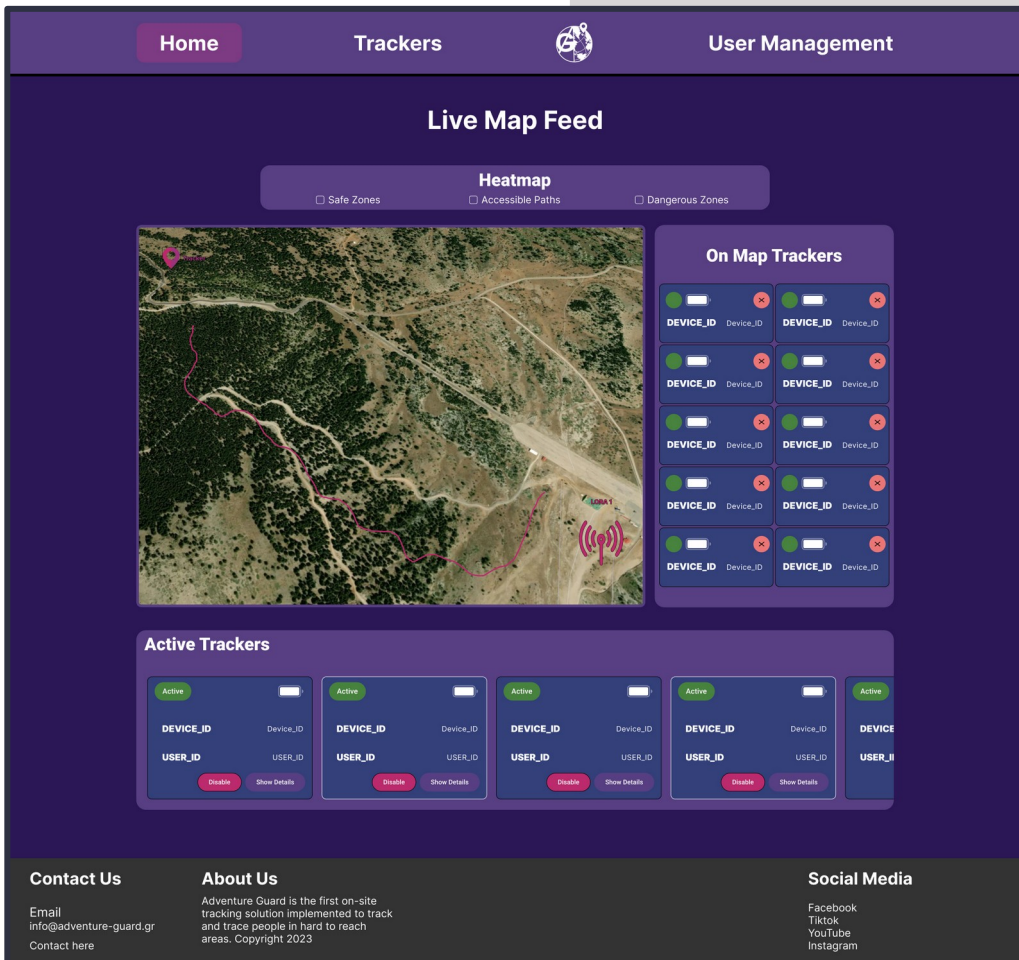 Home
Trackers
User Management
Live Map Feed
Heatmap
Safe Zones
Accessible Paths
Dangerous Zones
On Map Trackers
DEVICE_ID Device_ID
DEVICE_ID Device_ID
DEVICE_ID Device_ID
DEVICE_ID Device_ID
DEVICE_ID Device_ID
DEVICE_ID Device_ID
DEVICE_ID Device_ID
DEVICE_ID Device_ID
DEVICE_ID Device_ID
DEVICE_ID Device_ID
LORA 1
Active Trackers
Active
DEVICE_ID Device_ID
USER_ID USER_ID
Disable Show Details
Active
DEVICE_ID Device_ID
USER_ID USER_ID
Disable Show Details
Active
DEVICE_ID Device_ID
USER_ID USER_ID
Disable Show Details
Active
DEVICE_ID Device_ID
USER_ID USER_ID
Disable Show Details
Active
DEVICE
USER_I
Contact Us
Email
info@adventure-guard.gr
Contact here
About Us
Adventure Guard is the first on-site
tracking solution implemented to track
and trace people in hard to reach
areas. Copyright 2023
Social Media
Facebook
Tiktok
YouTube
Instagram